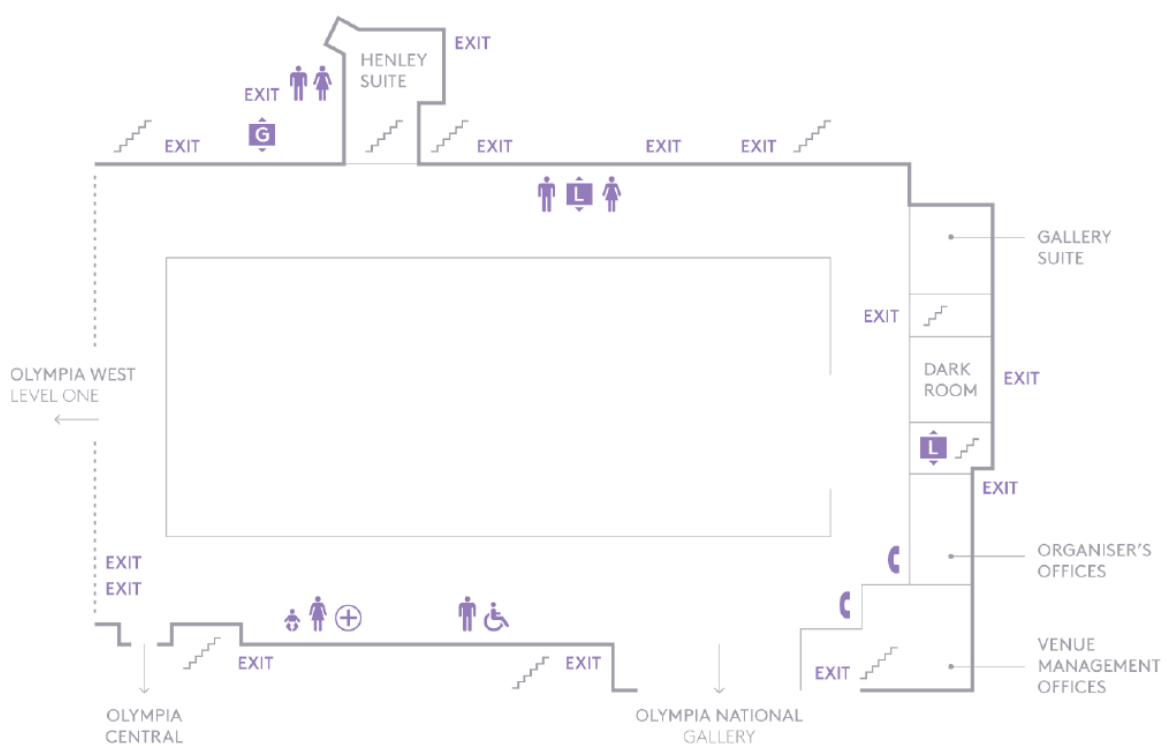 EXIT
HENLEY
SUITE
EXIT
EXIT
G
EXIT
EXIT
EXIT
L
GALLERY
SUITE
EXIT
OLYMPIA WEST
LEVEL ONE
DARK
ROOM
EXIT
L
EXIT
EXIT
EXIT
ORGANISER'S
OFFICES
EXIT
EXIT
EXIT
VENUE
MANAGEMENT
OFFICES
OLYMPIA
CENTRAL
OLYMPIA NATIONAL
GALLERY